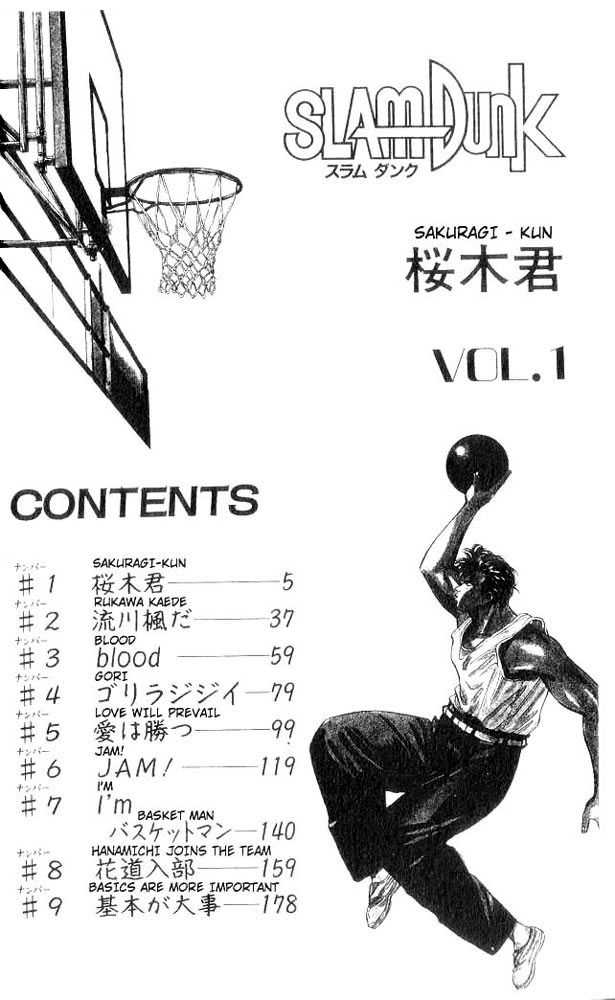 SLAM DUNK
スラム ダンク
SAKURAGI - KUN
桜木君
VOL.1
CONTENTS
ナンバー
SAKURAGI-KUN
#1 桜木君 5
ナンバー
RUKAWA KAEDE
#2 流川楓だ 37
ナンバー
BLOOD
#3 blood 59
ナンバー
GORI
#4 ゴリラジジイ 79
ナンバー
LOVE WILL PREVAIL
#5 愛は勝つ 99
ナンバー
JAM!
#6 JAM! 119
ナンバー
I'M
#7 I'm
BASKET MAN
バスケットマン 140
ナンバー
HANAMICHI JOINS THE TEAM
#8 花道入部 159
ナンバー
BASICS ARE MORE IMPORTANT
#9 基本が大事 178